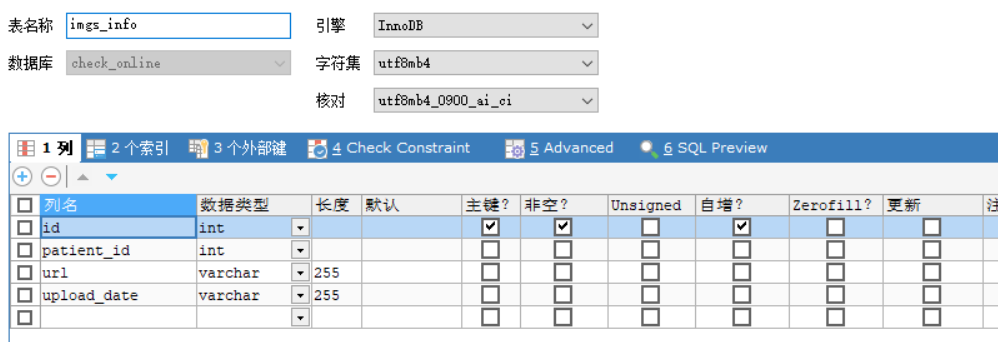 表名称 imgs_info 引擎 InnoDB
数据库 check_online 字符集 utf8mb4
核对 utf8mb4_0900_ai_ci
1 列 2 个索引 3 个外部键 4 Check Constraint 5 Advanced 6 SQL Preview
列名 数据类型 长度 默认 主键? 非空? Unsigned 自增? Zerofill? 更新
id int
patient_id int
url varchar 255
upload_date varchar 255